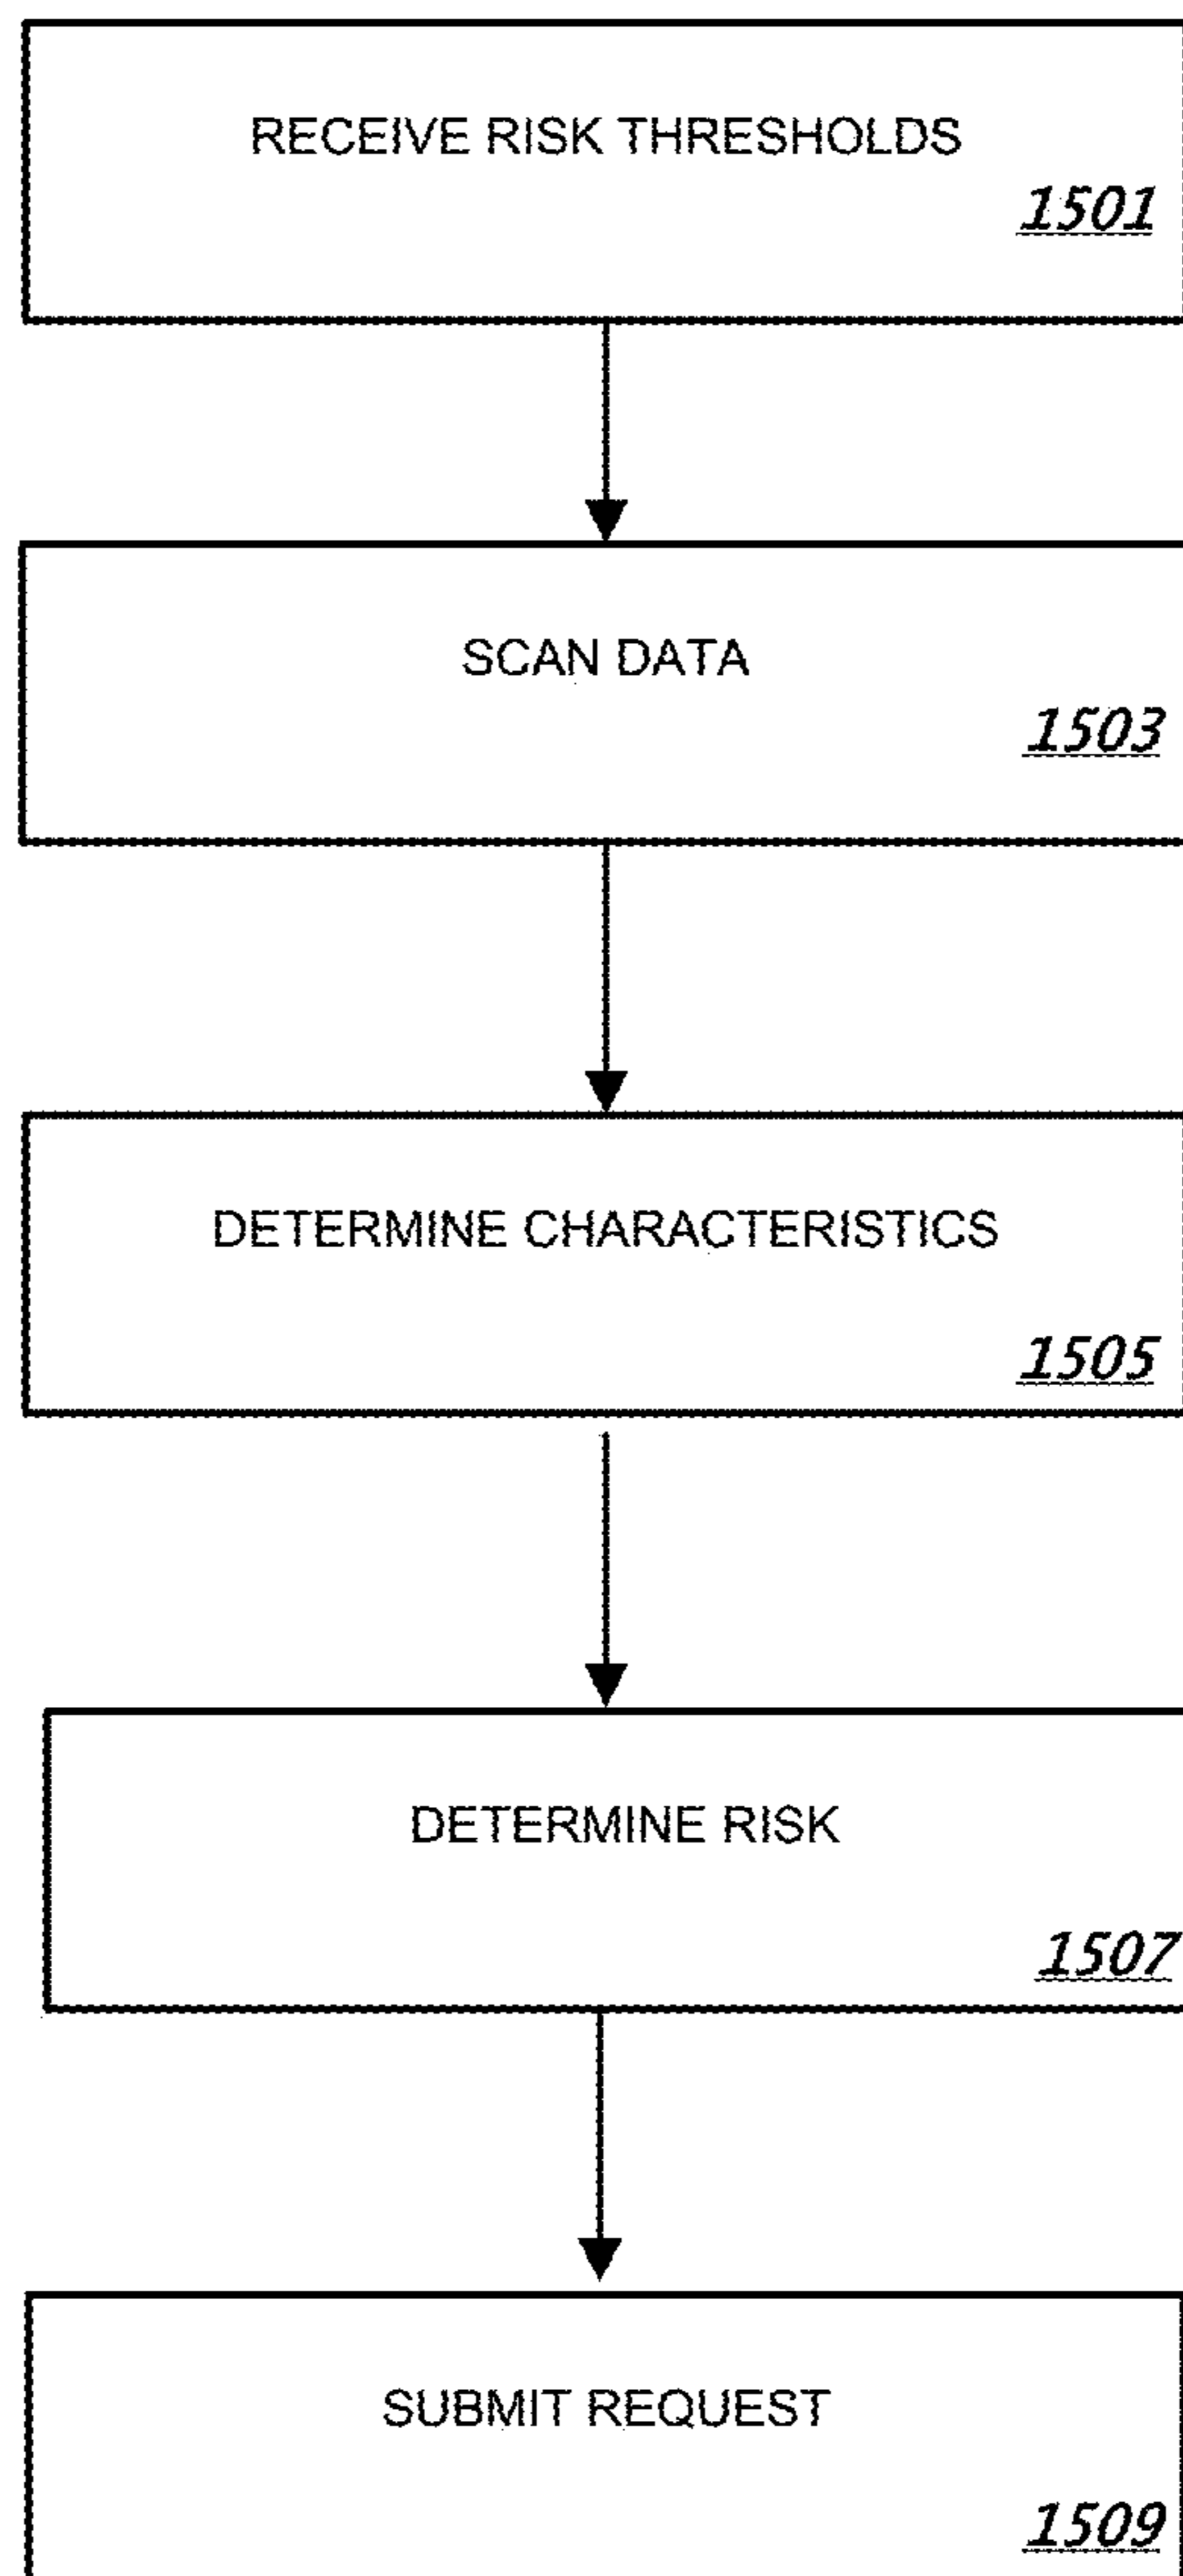 RECEIVE RISK THRESHOLDS
1501
SCAN DATA
1503
DETERMINE CHARACTERISTICS
1505
DETERMINE RISK
1507
SUBMIT REQUEST
1509